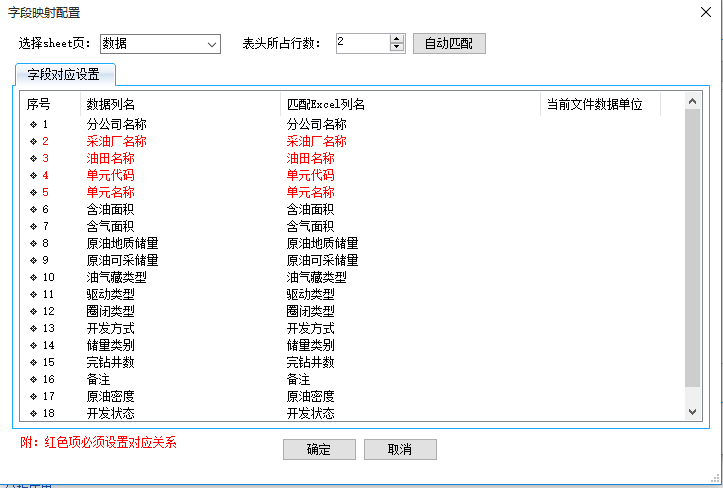 字段映射配置
选择sheet页: 数据 表头所占行数: 2 自动匹配
字段对应设置
序号 数据列名 匹配Excel列名 当前文件数据单位
1 分公司名称 分公司名称
2 采油厂名称 采油厂名称
3 油田名称 油田名称
4 单元代码 单元代码
5 单元名称 单元名称
6 含油面积 含油面积
7 含气面积 含气面积
8 原油地质储量 原油地质储量
9 原油可采储量 原油可采储量
10 油气藏类型 油气藏类型
11 驱动类型 驱动类型
12 圈闭类型 圈闭类型
13 开发方式 开发方式
14 储量类别 储量类别
15 完钻井数 完钻井数
16 备注 备注
17 原油密度 原油密度
18 开发状态 开发状态
附: 红色项必须设置对应关系
确定 取消